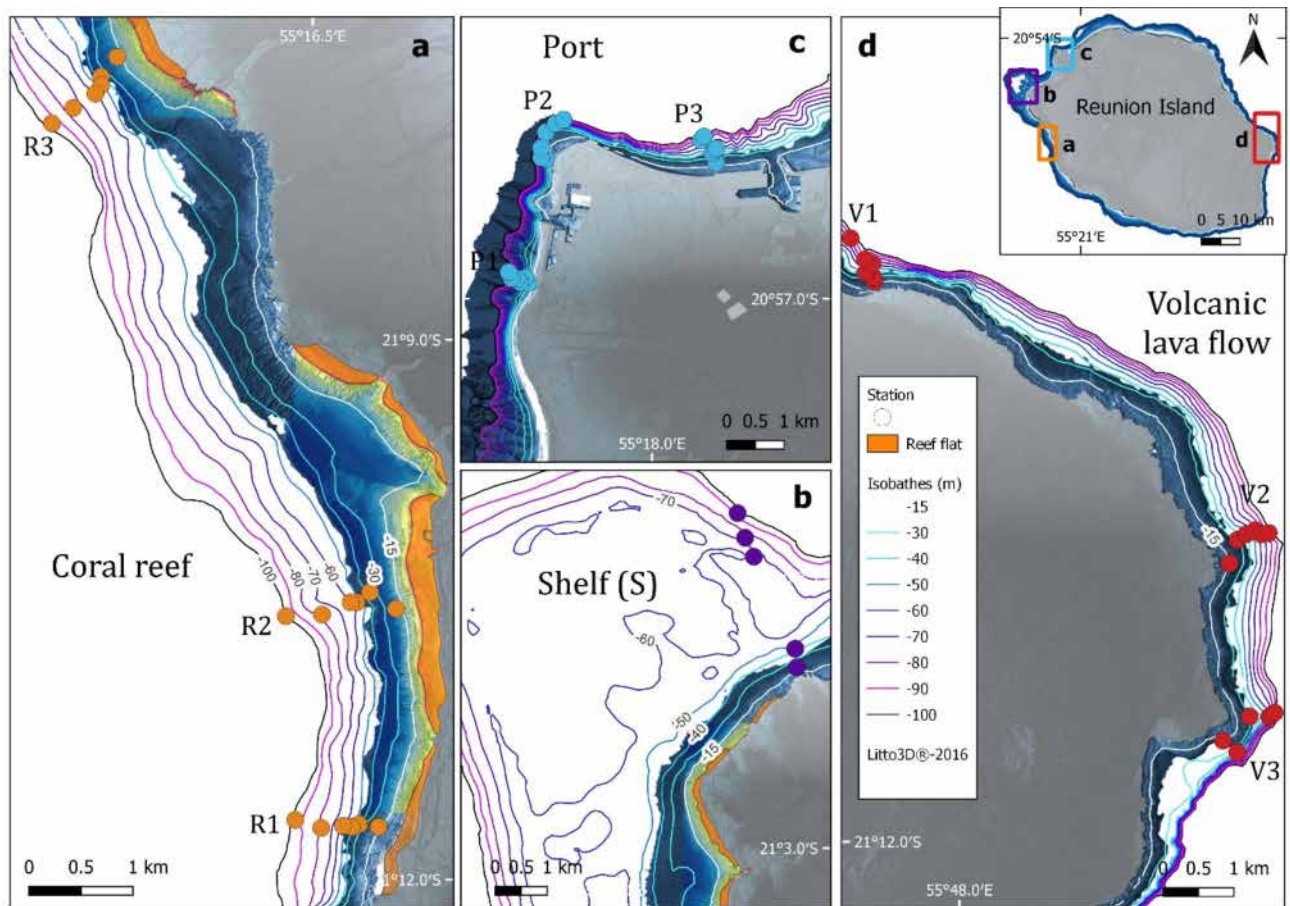 55°16.5'E
a
R3
21°9.0'S
Coral reef
-15
-30
-60
-70
-80
-100
R2
R1
0 0.5 1 km
21°12.0'S
Port
c
P2
P3
P1
20°57.0'S
0 0.5 1 km
55°18.0'E
b
-70
Shelf (S)
-60
-50
-40
-15
21°3.0'S
d
V1
Volcanic
lava flow
Station
Reef flat
Isobathes (m)
-15
-30
-40
-50
-60
-70
-80
-90
-100
Litto3D®-2016
-15
V2
V3
21°12.0'S
55°48.0'E
0 0.5 1 km
20°54'S
N
c
b
Reunion Island
a
d
0 5 10 km
55°21'E